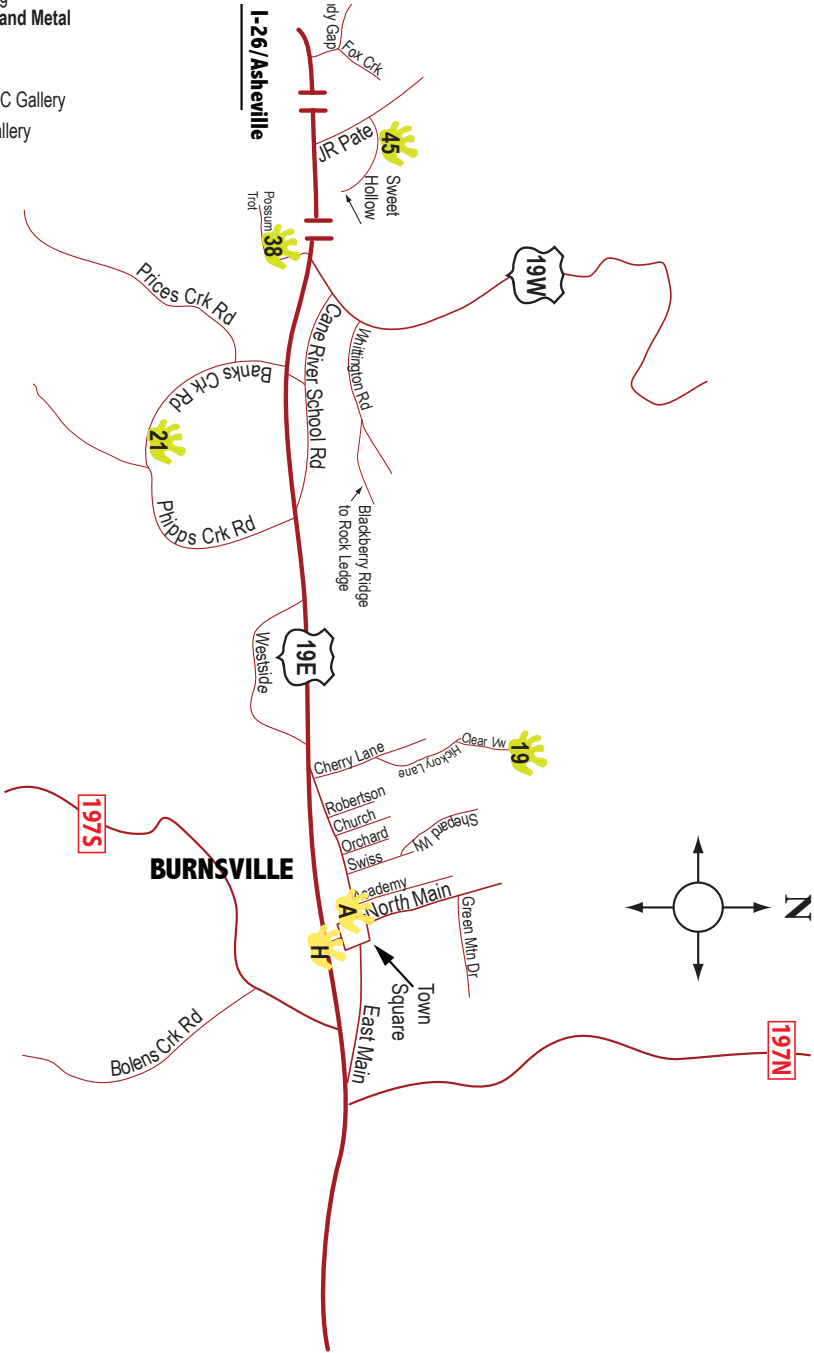 and Metal
C Gallery
allery
I-26/Asheville
dy Gap
Fox Crk
JR Pate
45
Sweet
Hollow
Possum
Trot
38
19W
Prices Crk Rd
Banks Crk Rd
Cane River School Rd
Whittington Rd
21
Phipps Crk Rd
Blackberry Ridge
to Rock Ledge
19E
Westside
Cherry Lane
Hickory Lane
Clear Vw
19
Robertson
Church
Orchard
Swiss
Shepard Wy
Academy
North Main
Green Mtn Dr
A
H
Town
Square
East Main
BURNSVILLE
197S
Bolens Crk Rd
N
197N